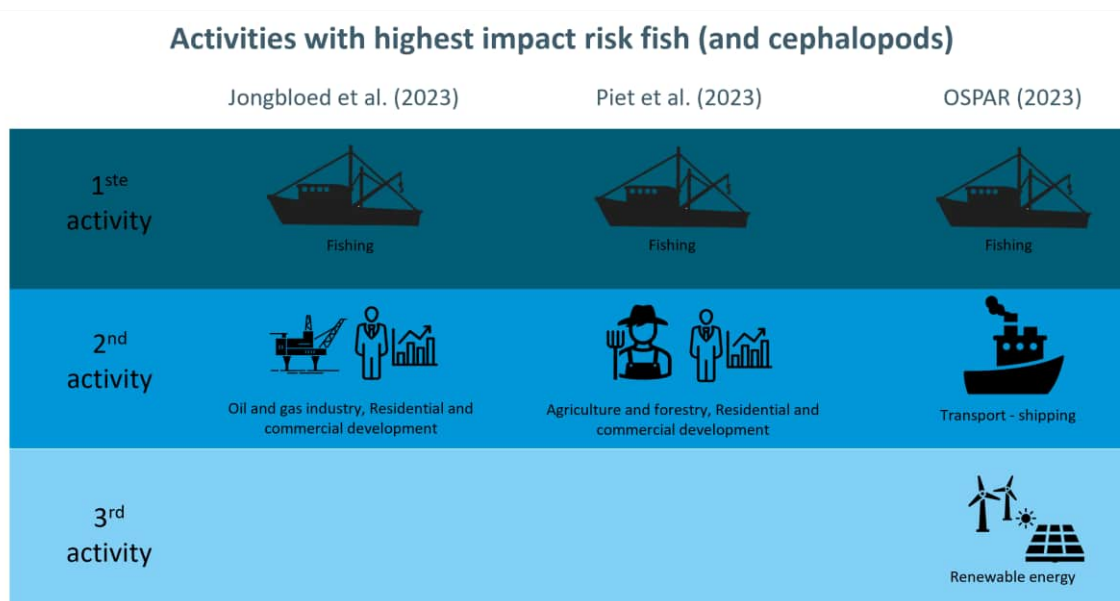 Activities with highest impact risk fish (and cephalopods)
Jongbloed et al. (2023) Piet et al. (2023) OSPAR (2023)
1ste
activity
Fishing Fishing Fishing
2nd
activity
Oil and gas industry, Residential and
commercial development
Agriculture and forestry, Residential and
commercial development
Transport - shipping
3rd
activity
Renewable energy